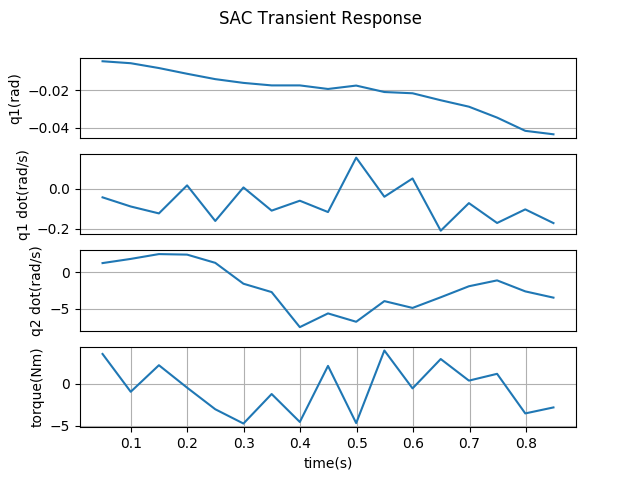 SAC Transient Response
q1(rad)
−0.02
−0.04
q1 dot(rad/s)
0.0
−0.2
q2 dot(rad/s)
0
−5
torque(Nm)
0
−5
0.1 0.2 0.3 0.4 0.5 0.6 0.7 0.8
time(s)